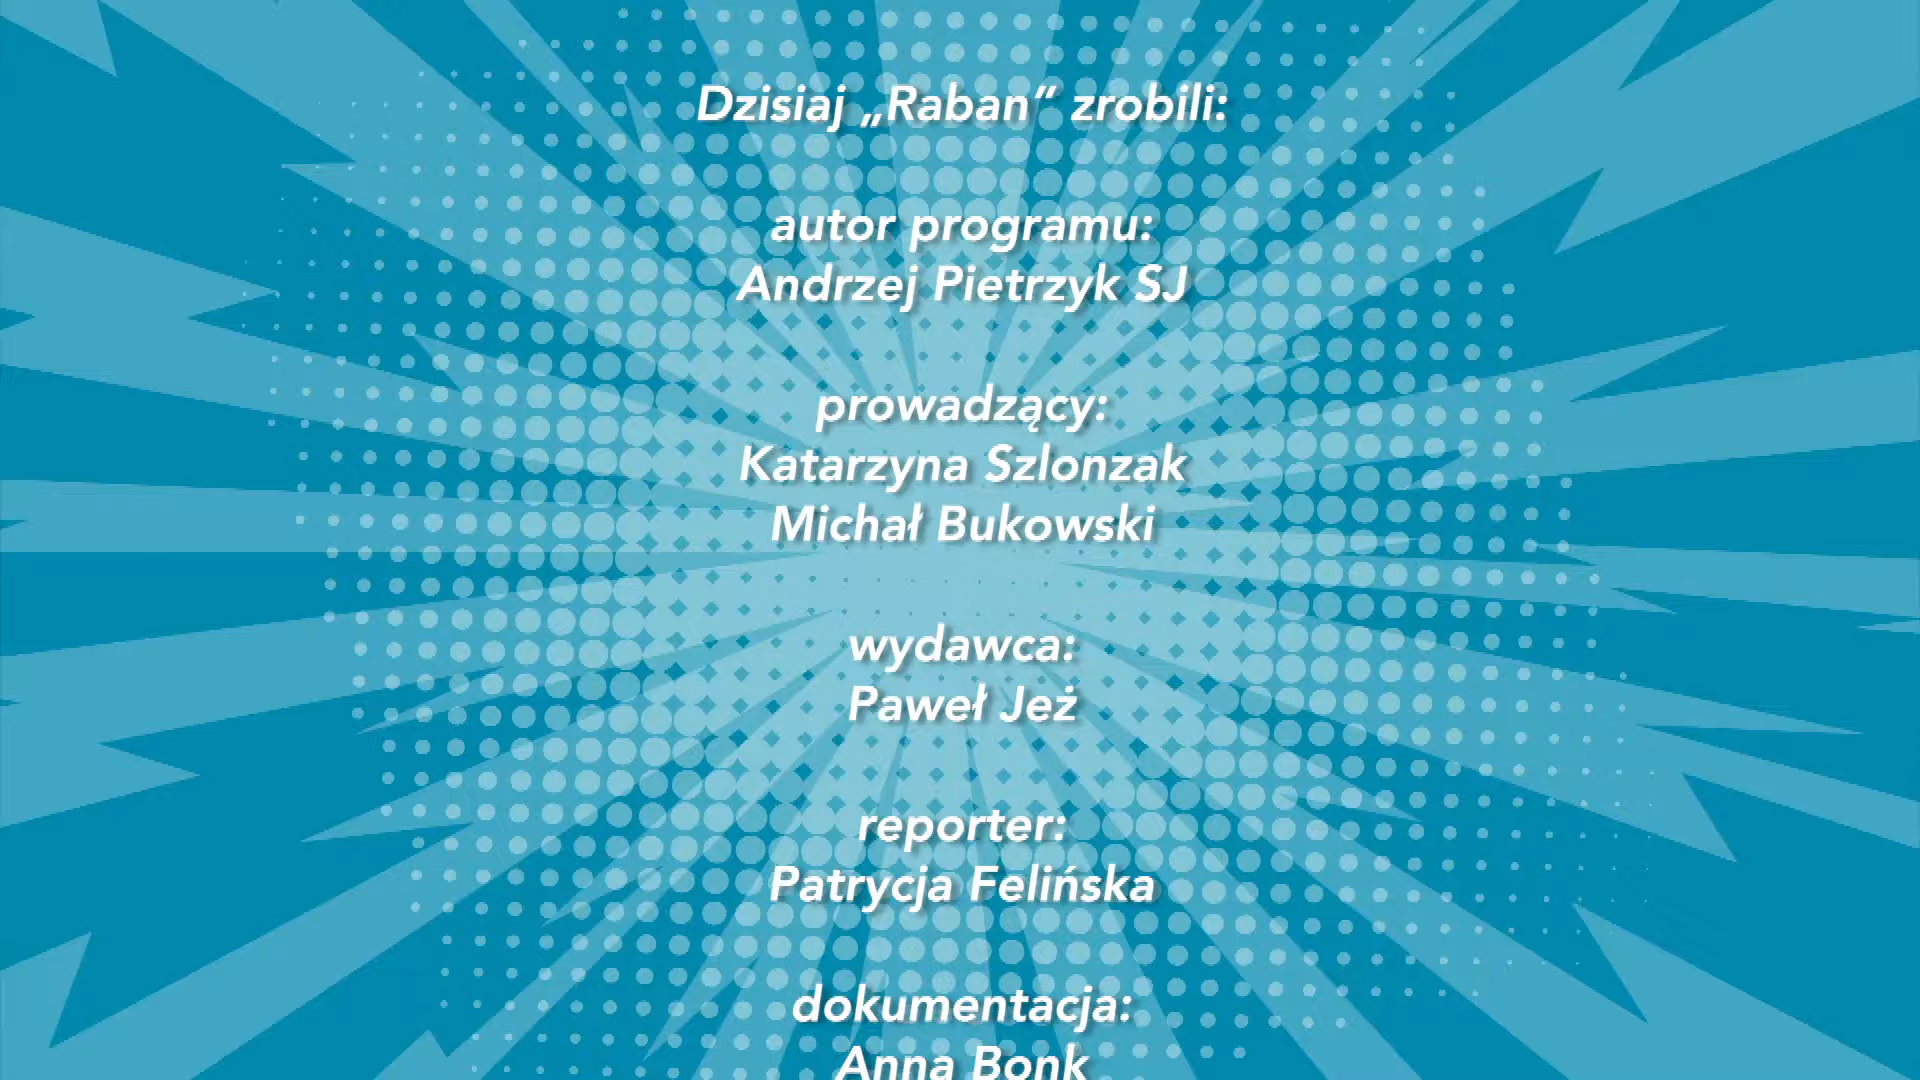 Dzisiaj „Raban” zrobili:
autor programu:
Andrzej Pietrzyk SJ
prowadzący:
Katarzyna Szlonzak
Michał Bukowski
wydawca:
Paweł Jeż
reporter:
Patrycja Felińska
dokumentacja:
Anna Bonk